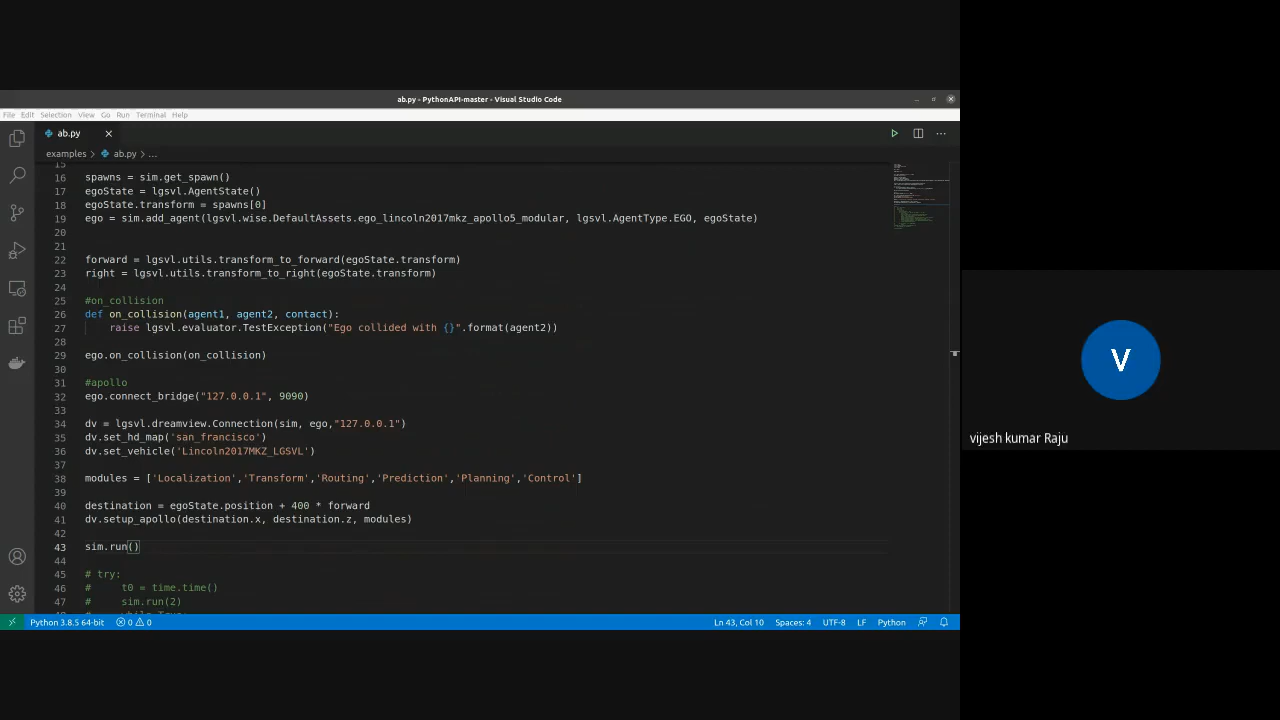 ab.py - PythonAPI-master - Visual Studio Code
File Edit Selection View Go Run Terminal Help
ab.py
examples > ab.py > ...
15
16 spawns = sim.get_spawn()
17 egoState = lgsvl.AgentState()
18 egoState.transform = spawns[0]
19 ego = sim.add_agent(lgsvl.wise.DefaultAssets.ego_lincoln2017mkz_apollo5_modular, lgsvl.AgentType.EGO, egoState)
20
21
22 forward = lgsvl.utils.transform_to_forward(egoState.transform)
23 right = lgsvl.utils.transform_to_right(egoState.transform)
24
25 #on_collision
26 def on_collision(agent1, agent2, contact):
27 raise lgsvl.evaluator.TestException("Ego collided with {}".format(agent2))
28
29 ego.on_collision(on_collision)
30
31 #apollo
32 ego.connect_bridge("127.0.0.1", 9090)
33
34 dv = lgsvl.dreamview.Connection(sim, ego,"127.0.0.1")
35 dv.set_hd_map('san_francisco')
36 dv.set_vehicle('Lincoln2017MKZ_LGSVL')
37
38 modules = ['Localization','Transform','Routing','Prediction','Planning','Control']
39
40 destination = egoState.position + 400 * forward
41 dv.setup_apollo(destination.x, destination.z, modules)
42
43 sim.run()
44
45 # try:
46 # t0 = time.time()
47 # sim.run(2)
48 # while True:
Python 3.8.5 64-bit 0 0 Ln 43, Col 10 Spaces: 4 UTF-8 LF Python
V
vijesh kumar Raju